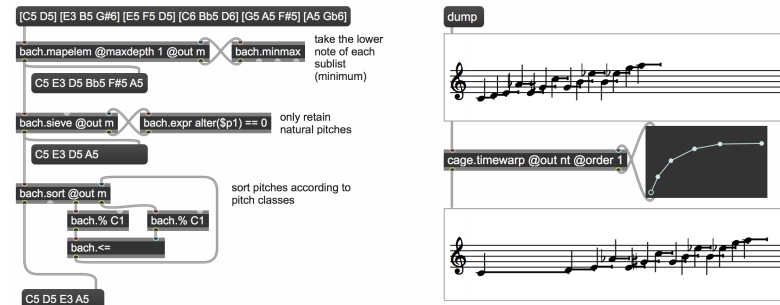 [C5 D5] [E3 B5 G#6] [E5 F5 D5] [C6 Bb5 D6] [G5 A5 F#5] [A5 Gb6]
bach.mapelem @maxdepth 1 @out m
bach.minmax
take the lower
note of each
sublist
(minimum)
C5 E3 D5 Bb5 F#5 A5
bach.sieve @out m
bach.expr alter($p1) == 0
only retain
natural pitches
C5 E3 D5 A5
bach.sort @out m
sort pitches according to
pitch classes
bach.% C1
bach.% C1
bach.<=
C5 D5 E3 A5
dump
cage.timewarp @out nt @order 1